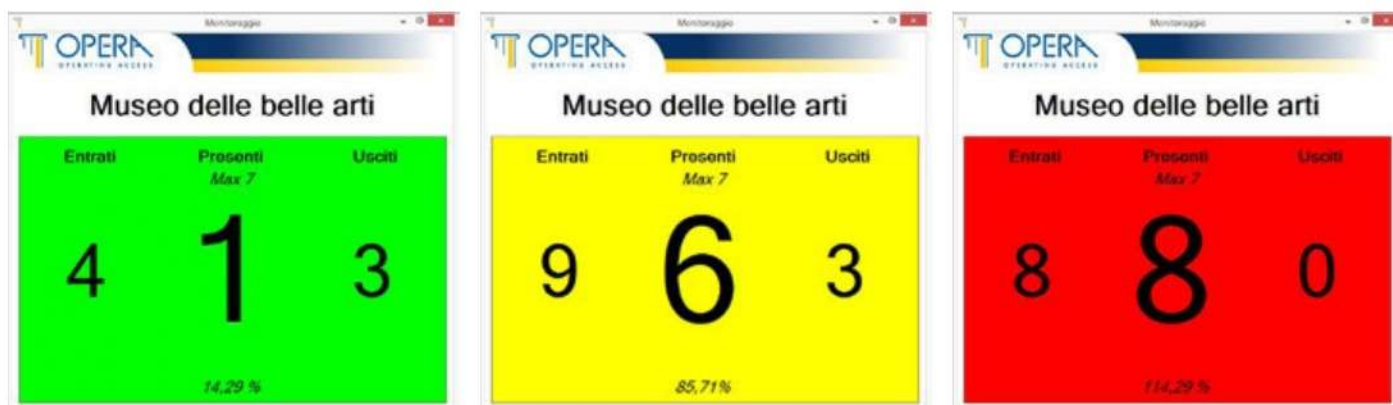 Monitoraggio
OPERA
OPERATING ACCESS
Museo delle belle arti
Entrati Presenti Usciti
Max 7
4 1 3
14,29 %
Monitoraggio
OPERA
OPERATING ACCESS
Museo delle belle arti
Entrati Presenti Usciti
Max 7
9 6 3
85,71%
Monitoraggio
OPERA
OPERATING ACCESS
Museo delle belle arti
Entrati Presenti Usciti
Max 7
8 8 0
114,29 %